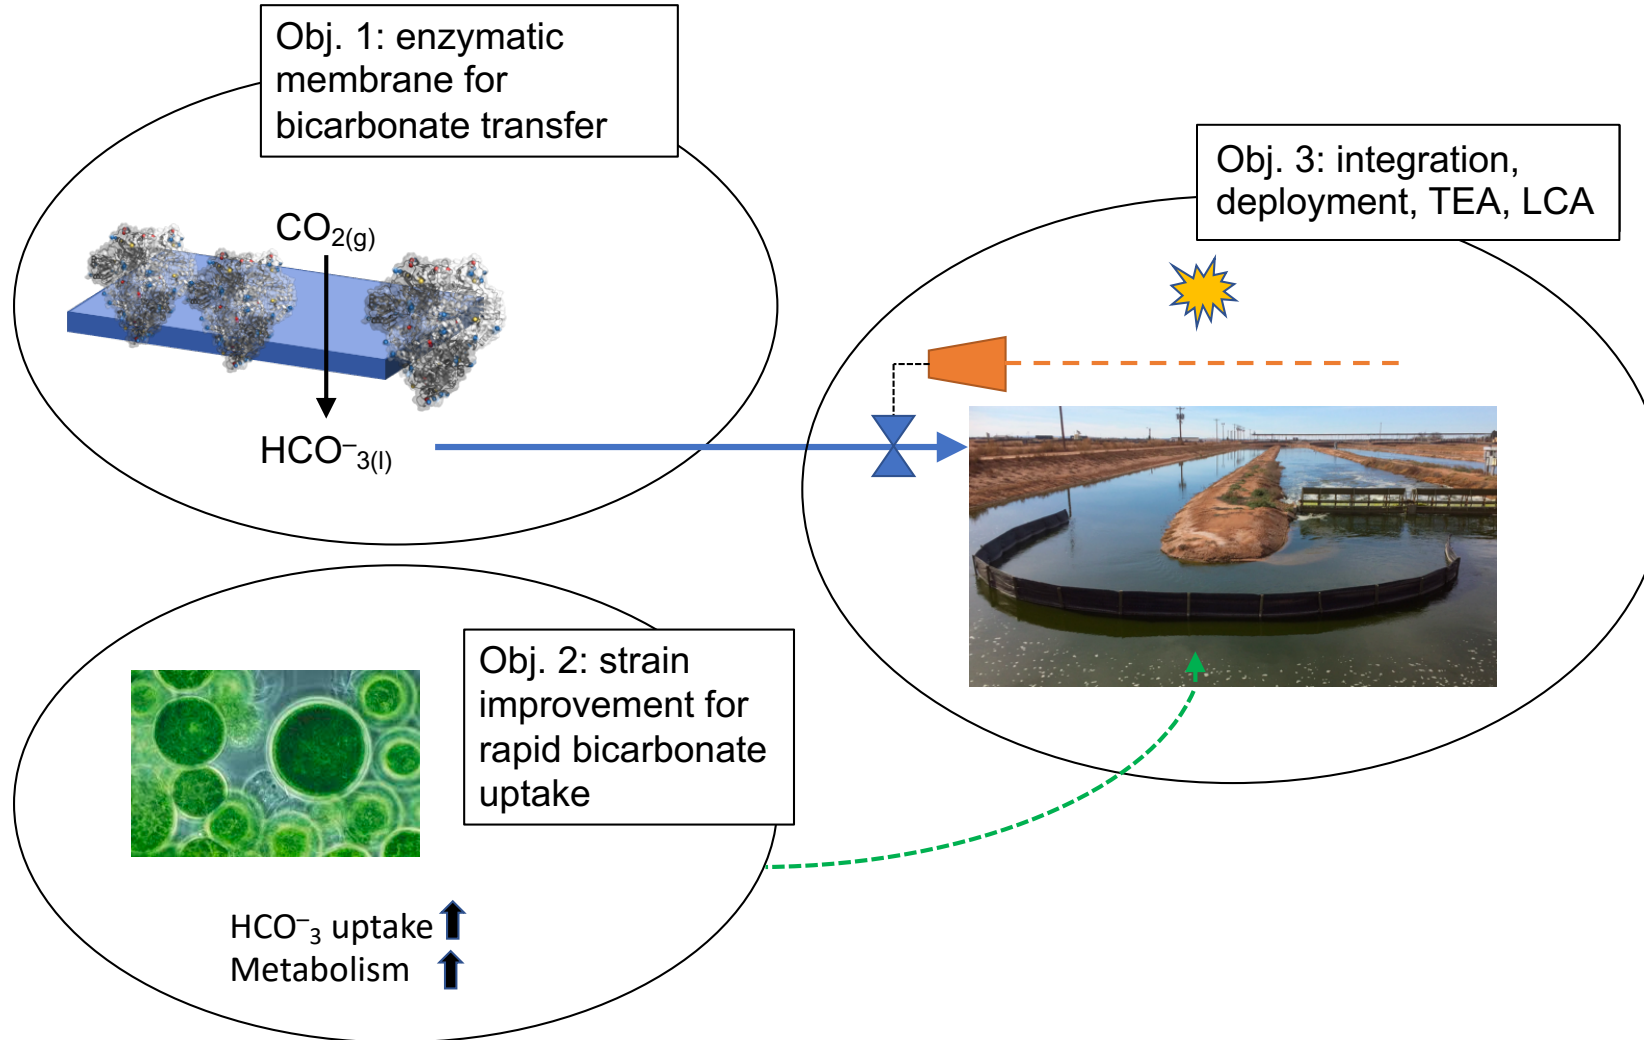 Obj. 1: enzymatic
membrane for
bicarbonate transfer
CO2(g)
HCO–3(l)
Obj. 2: strain
improvement for
rapid bicarbonate
uptake
HCO–3 uptake
Metabolism
Obj. 3: integration,
deployment, TEA, LCA